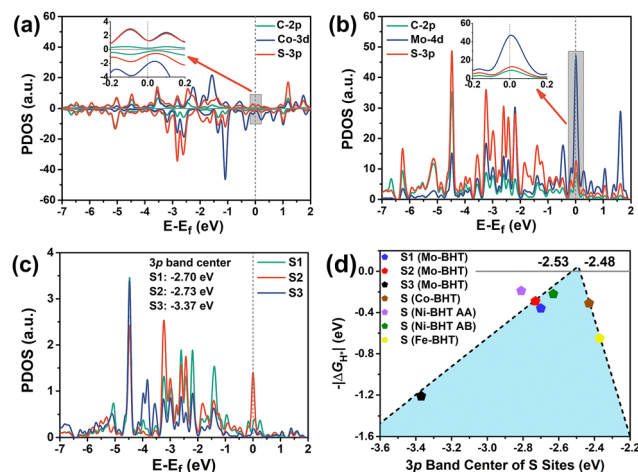 (a)
PDOS (a.u.)
80
60
40
20
0
-20
-40
-60
-7 -6 -5 -4 -3 -2 -1 0 1 2
E-Ef (eV)
4
2
0
-2
-4
-0.2 0.0 0.2
C-2p
Co-3d
S-3p
(b)
PDOS (a.u.)
60
50
40
30
20
10
0
-7 -6 -5 -4 -3 -2 -1 0 1 2
E-Ef (eV)
60
40
20
0
-0.2 0.0 0.2
C-2p
Mo-4d
S-3p
(c)
PDOS (a.u.)
5
4
3
2
1
0
-7 -6 -5 -4 -3 -2 -1 0 1 2
E-Ef (eV)
3p band center
S1: -2.70 eV
S2: -2.73 eV
S3: -3.37 eV
S1
S2
S3
(d)
-|ΔGH*| (eV)
0.0
-0.4
-0.8
-1.2
-1.6
-3.6 -3.4 -3.2 -3.0 -2.8 -2.6 -2.4 -2.2
3p Band Center of S Sites (eV)
S1 (Mo-BHT)
S2 (Mo-BHT)
S3 (Mo-BHT)
S (Co-BHT)
S (Ni-BHT AA)
S (Ni-BHT AB)
S (Fe-BHT)
-2.53 -2.48